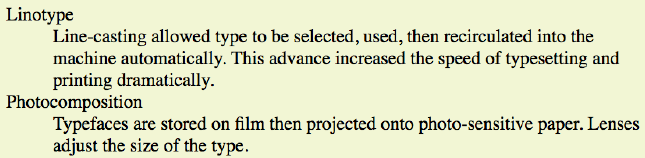 Linotype
Line-casting allowed type to be selected, used, then recirculated into the
machine automatically. This advance increased the speed of typesetting and
printing dramatically.
Photocomposition
Typefaces are stored on film then projected onto photo-sensitive paper. Lenses
adjust the size of the type.